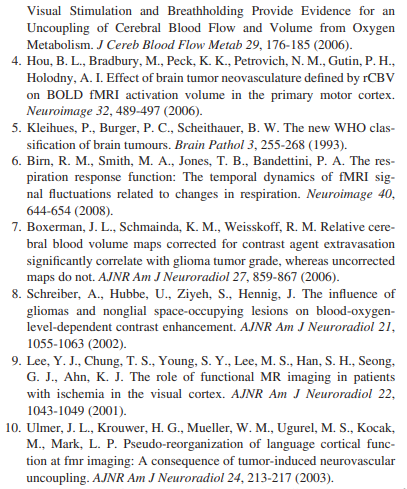 Visual Stimulation and Breathholding Provide Evidence for an
Uncoupling of Cerebral Blood Flow and Volume from Oxygen
Metabolism. J Cereb Blood Flow Metab 29, 176-185 (2006).
4. Hou, B. L., Bradbury, M., Peck, K. K., Petrovich, N. M., Gutin, P. H.,
Holodny, A. I. Effect of brain tumor neovasculature defined by rCBV
on BOLD fMRI activation volume in the primary motor cortex.
Neuroimage 32, 489-497 (2006).
5. Kleihues, P., Burger, P. C., Scheithauer, B. W. The new WHO clas-
sification of brain tumours. Brain Pathol 3, 255-268 (1993).
6. Birn, R. M., Smith, M. A., Jones, T. B., Bandettini, P. A. The res-
piration response function: The temporal dynamics of fMRI sig-
nal fluctuations related to changes in respiration. Neuroimage 40,
644-654 (2008).
7. Boxerman, J. L., Schmainda, K. M., Weisskoff, R. M. Relative cere-
bral blood volume maps corrected for contrast agent extravasation
significantly correlate with glioma tumor grade, whereas uncorrected
maps do not. AJNR Am J Neuroradiol 27, 859-867 (2006).
8. Schreiber, A., Hubbe, U., Ziyeh, S., Hennig, J. The influence of
gliomas and nonglial space-occupying lesions on blood-oxygen-
level-dependent contrast enhancement. AJNR Am J Neuroradiol 21,
1055-1063 (2002).
9. Lee, Y. J., Chung, T. S., Young, S. Y., Lee, M. S., Han, S. H., Seong,
G. J., Ahn, K. J. The role of functional MR imaging in patients
with ischemia in the visual cortex. AJNR Am J Neuroradiol 22,
1043-1049 (2001).
10. Ulmer, J. L., Krouwer, H. G., Mueller, W. M., Ugurel, M. S., Kocak,
M., Mark, L. P. Pseudo-reorganization of language cortical func-
tion at fmr imaging: A consequence of tumor-induced neurovascular
uncoupling. AJNR Am J Neuroradiol 24, 213-217 (2003).